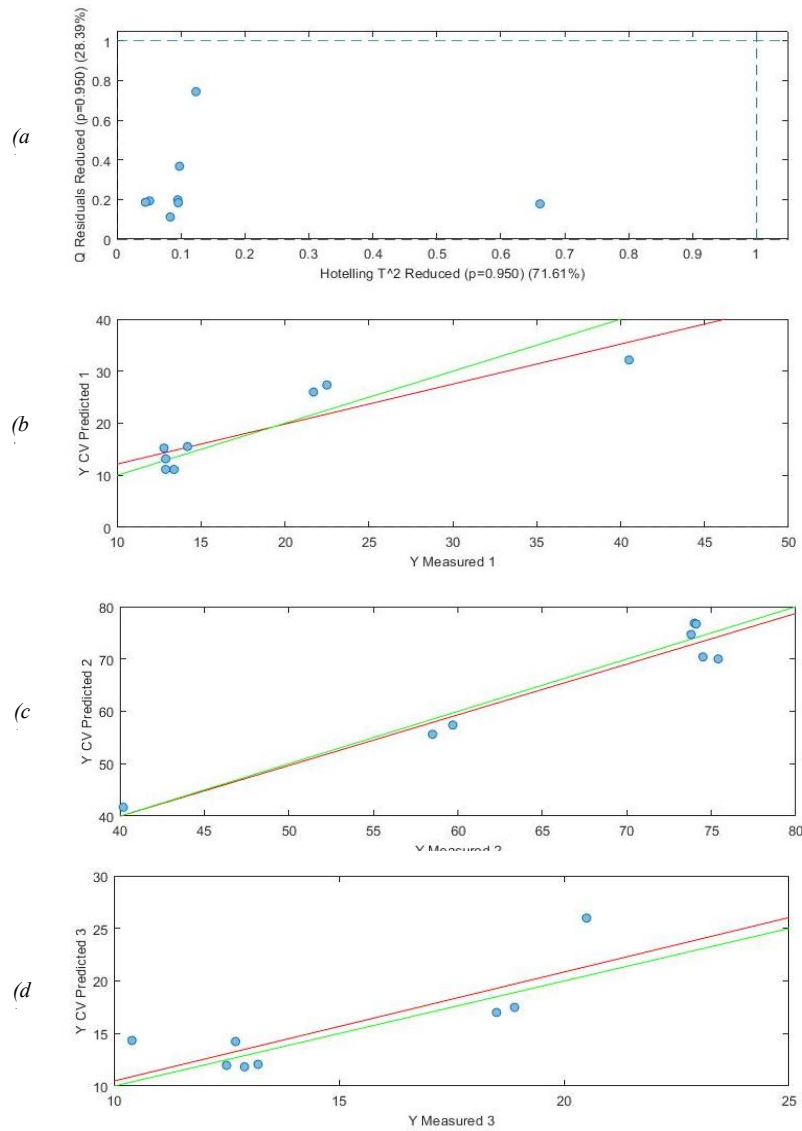 (a
Q Residuals Reduced (p=0.950) (28.39%)
1
0.8
0.6
0.4
0.2
0
0 0.1 0.2 0.3 0.4 0.5 0.6 0.7 0.8 0.9 1
Hotelling T^2 Reduced (p=0.950) (71.61%)
(b
Y CV Predicted 1
40
30
20
10
0
10 15 20 25 30 35 40 45 50
Y Measured 1
(c
Y CV Predicted 2
80
70
60
50
40
40 45 50 55 60 65 70 75 80
Y Measured 2
(d
Y CV Predicted 3
30
25
20
15
10
10 15 20 25
Y Measured 3